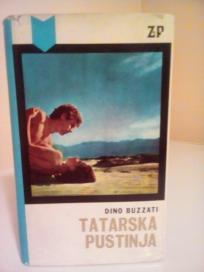 ZP
DINO BUZZATI
TATARSKA
PUSTINJA